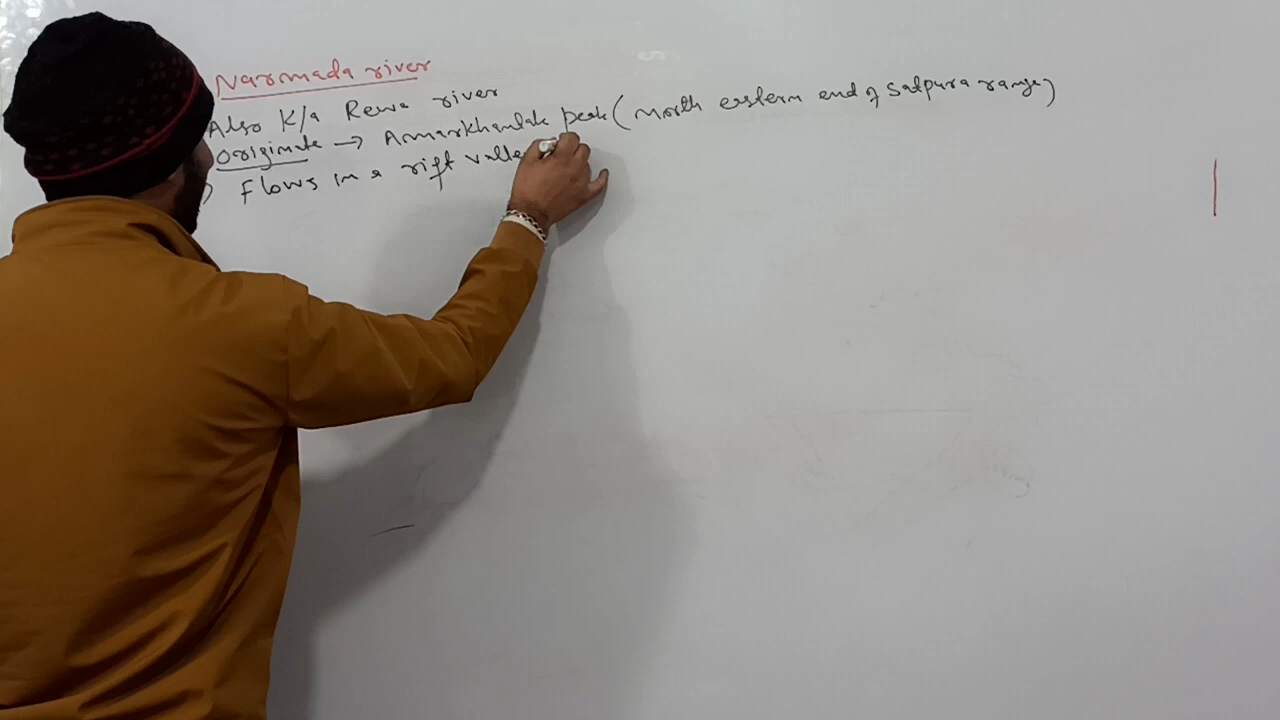 Narmada river
Also K/a Rewa river
Originate → Amarkhantak peak (North eastern end of Satpura range)
Flows in a rift valle